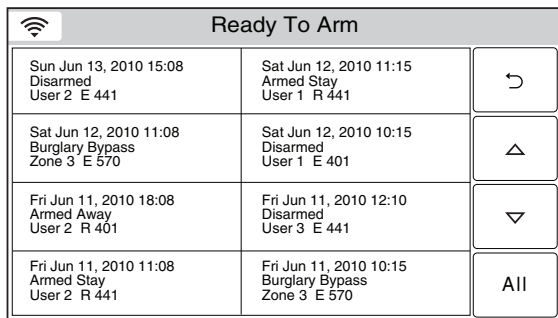 Ready To Arm
Sun Jun 13, 2010 15:08
Disarmed
User 2 E 441
Sat Jun 12, 2010 11:15
Armed Stay
User 1 R 441
Sat Jun 12, 2010 11:08
Burglary Bypass
Zone 3 E 570
Sat Jun 12, 2010 10:15
Disarmed
User 1 E 401
Fri Jun 11, 2010 18:08
Armed Away
User 2 R 401
Fri Jun 11, 2010 12:10
Disarmed
User 3 E 441
Fri Jun 11, 2010 11:08
Armed Stay
User 2 R 441
Fri Jun 11, 2010 10:15
Burglary Bypass
Zone 3 E 570
All